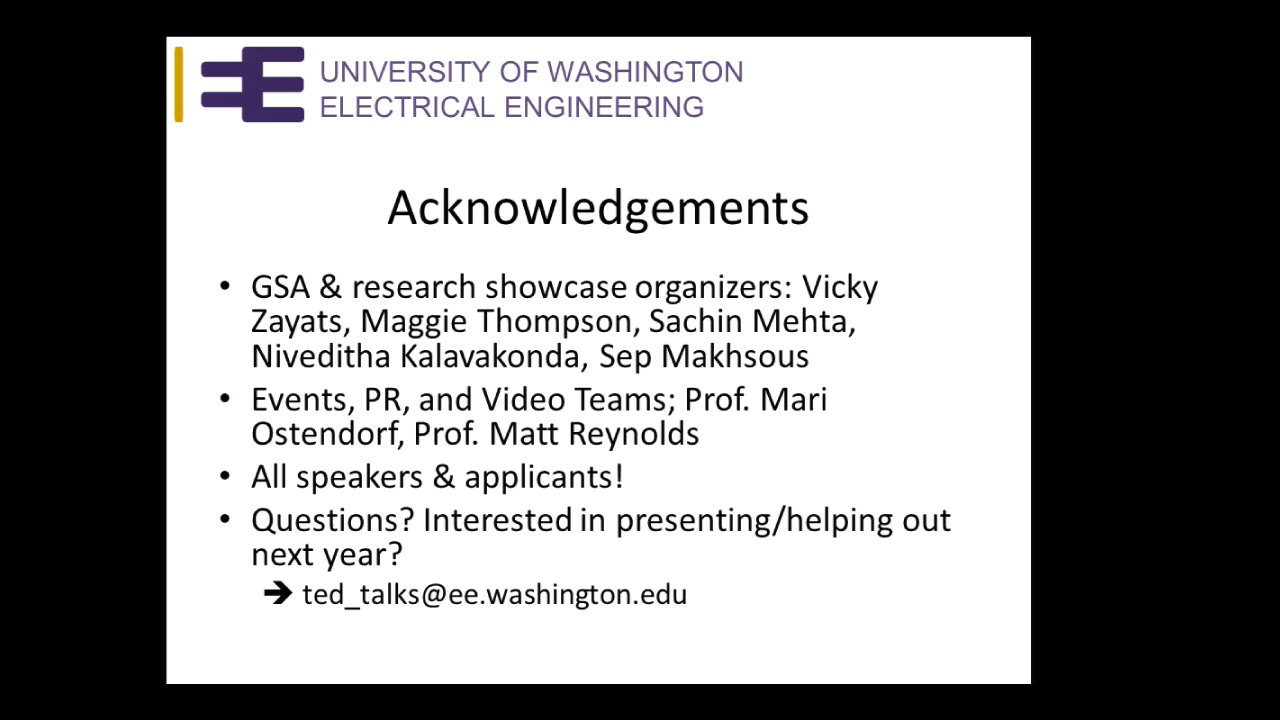 UNIVERSITY OF WASHINGTON
ELECTRICAL ENGINEERING
Acknowledgements
• GSA & research showcase organizers: Vicky
Zayats, Maggie Thompson, Sachin Mehta,
Niveditha Kalavakonda, Sep Makhsous
• Events, PR, and Video Teams; Prof. Mari
Ostendorf, Prof. Matt Reynolds
• All speakers & applicants!
• Questions? Interested in presenting/helping out
next year?
➔ ted_talks@ee.washington.edu